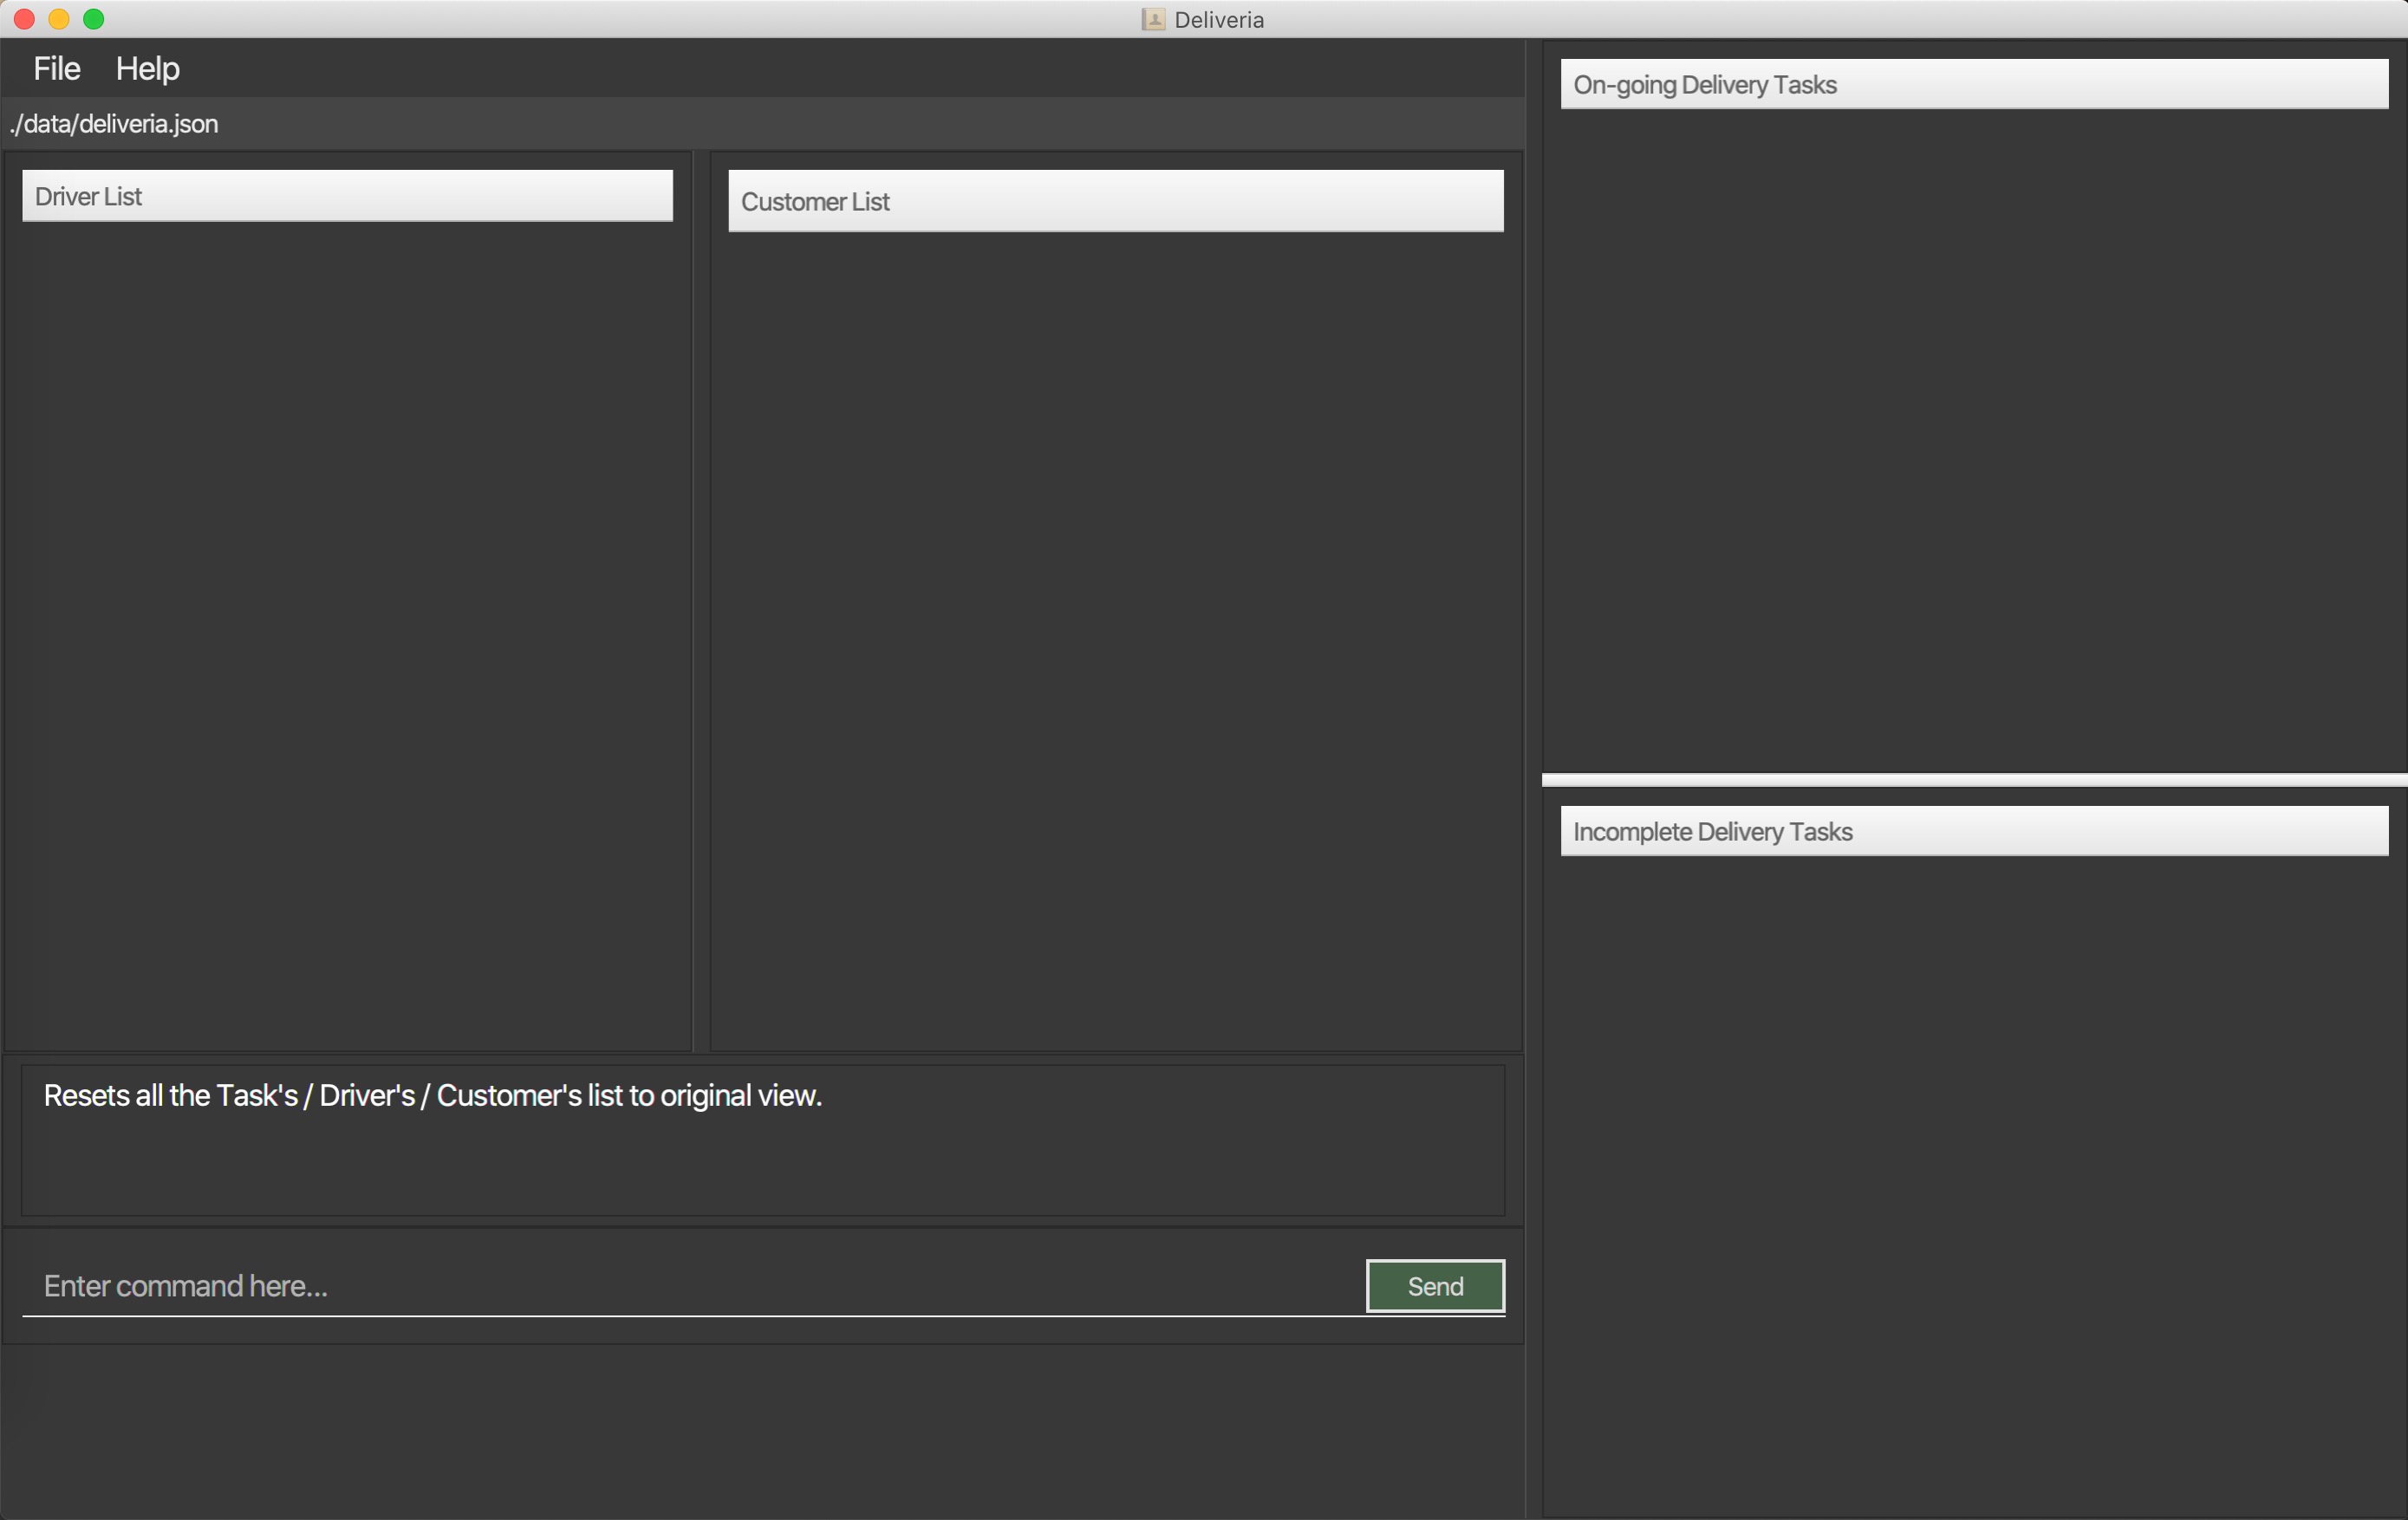 Deliveria
File Help
./data/deliveria.json
Driver List
Customer List
Resets all the Task's / Driver's / Customer's list to original view.
Enter command here...
Send
On-going Delivery Tasks
Incomplete Delivery Tasks